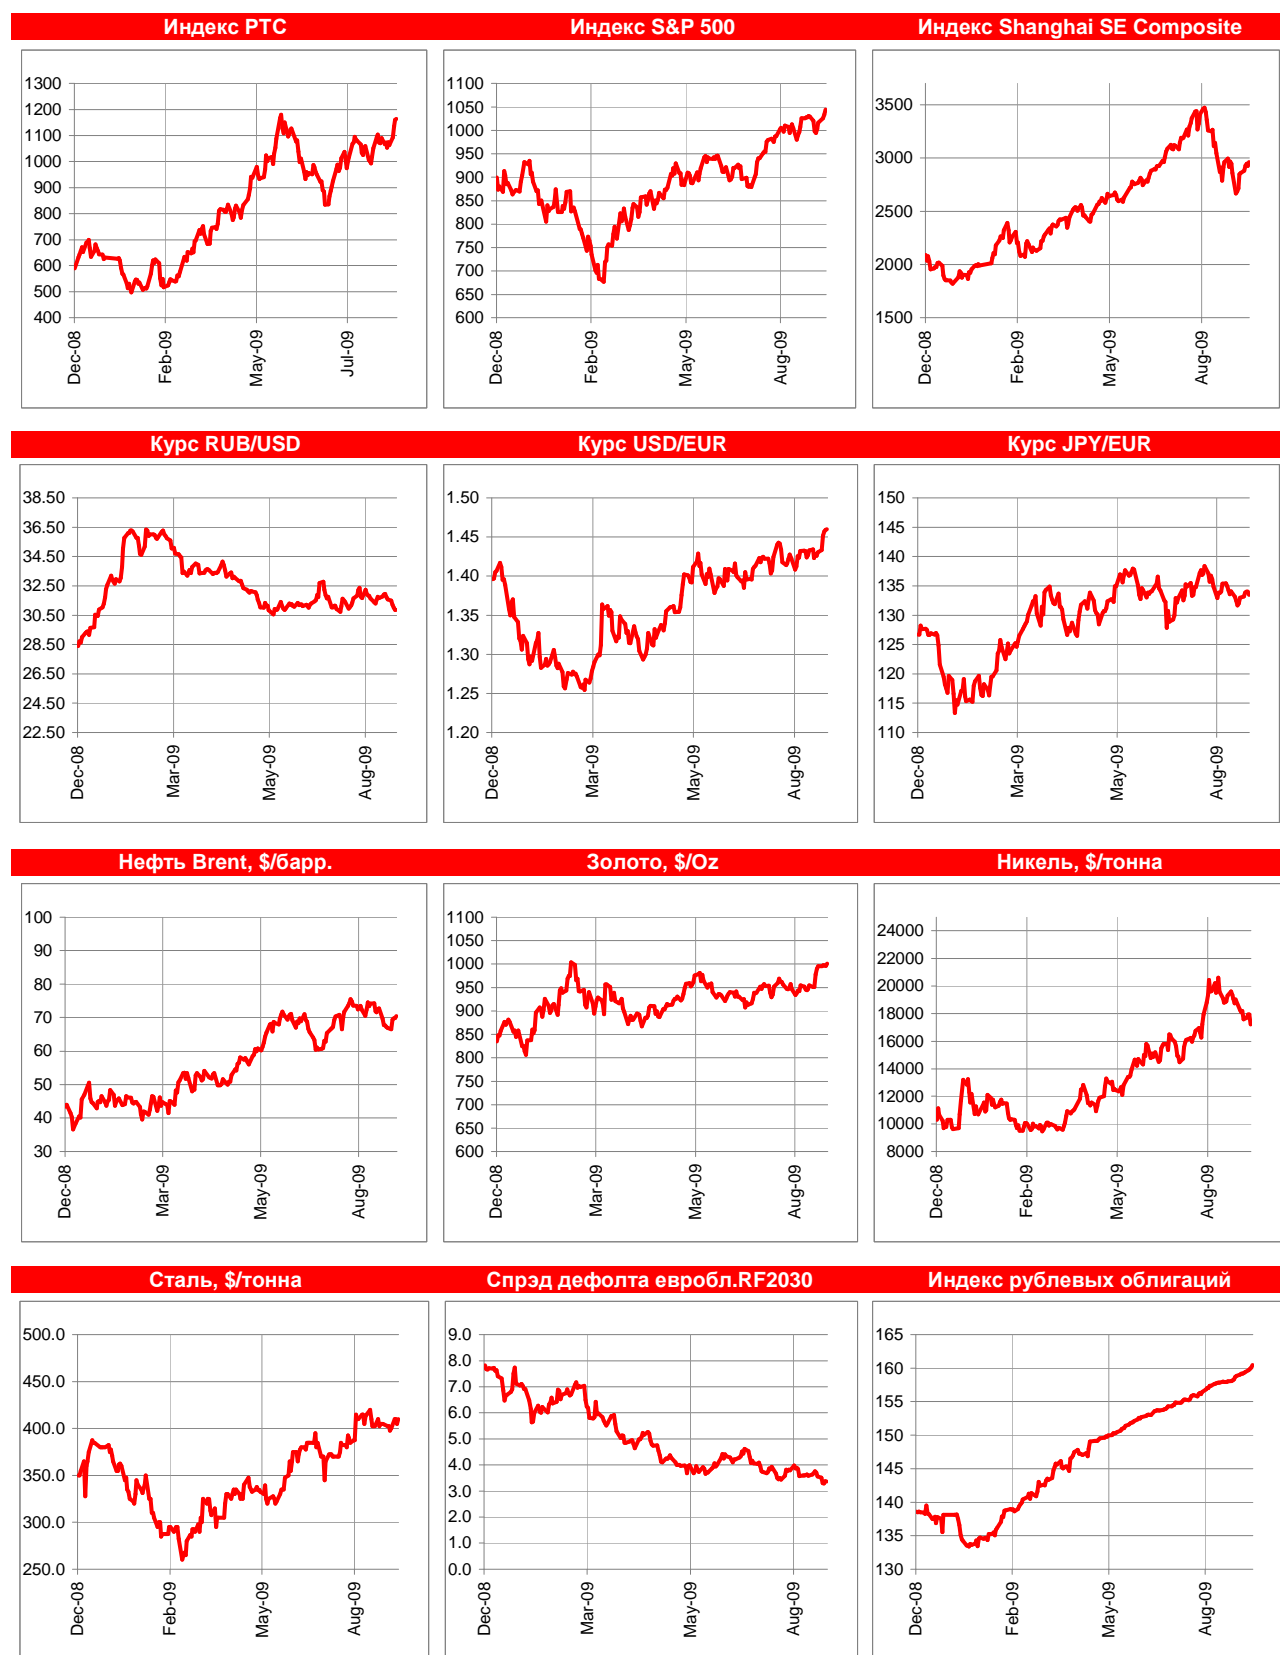 Индекс РТС
1300
1200
1100
1000
900
800
700
600
500
400
Dec-08
Feb-09
May-09
Jul-09
Индекс S&P 500
1100
1050
1000
950
900
850
800
750
700
650
600
Dec-08
Feb-09
May-09
Aug-09
Индекс Shanghai SE Composite
3500
3000
2500
2000
1500
Dec-08
Feb-09
May-09
Aug-09
Курс RUB/USD
38.50
36.50
34.50
32.50
30.50
28.50
26.50
24.50
22.50
Dec-08
Mar-09
May-09
Aug-09
Курс USD/EUR
1.50
1.45
1.40
1.35
1.30
1.25
1.20
Dec-08
Mar-09
May-09
Aug-09
Курс JPY/EUR
150
145
140
135
130
125
120
115
110
Dec-08
Mar-09
May-09
Aug-09
Нефть Brent, $/барр.
100
90
80
70
60
50
40
30
Dec-08
Mar-09
May-09
Aug-09
Золото, $/Oz
1100
1050
1000
950
900
850
800
750
700
650
600
Dec-08
Mar-09
May-09
Aug-09
Никель, $/тонна
24000
22000
20000
18000
16000
14000
12000
10000
8000
Dec-08
Feb-09
May-09
Aug-09
Сталь, $/тонна
500.0
450.0
400.0
350.0
300.0
250.0
Dec-08
Feb-09
May-09
Aug-09
Спрэд дефолта евробл.RF2030
9.0
8.0
7.0
6.0
5.0
4.0
3.0
2.0
1.0
0.0
Dec-08
Mar-09
May-09
Aug-09
Индекс рублевых облигаций
165
160
155
150
145
140
135
130
Dec-08
Feb-09
May-09
Aug-09